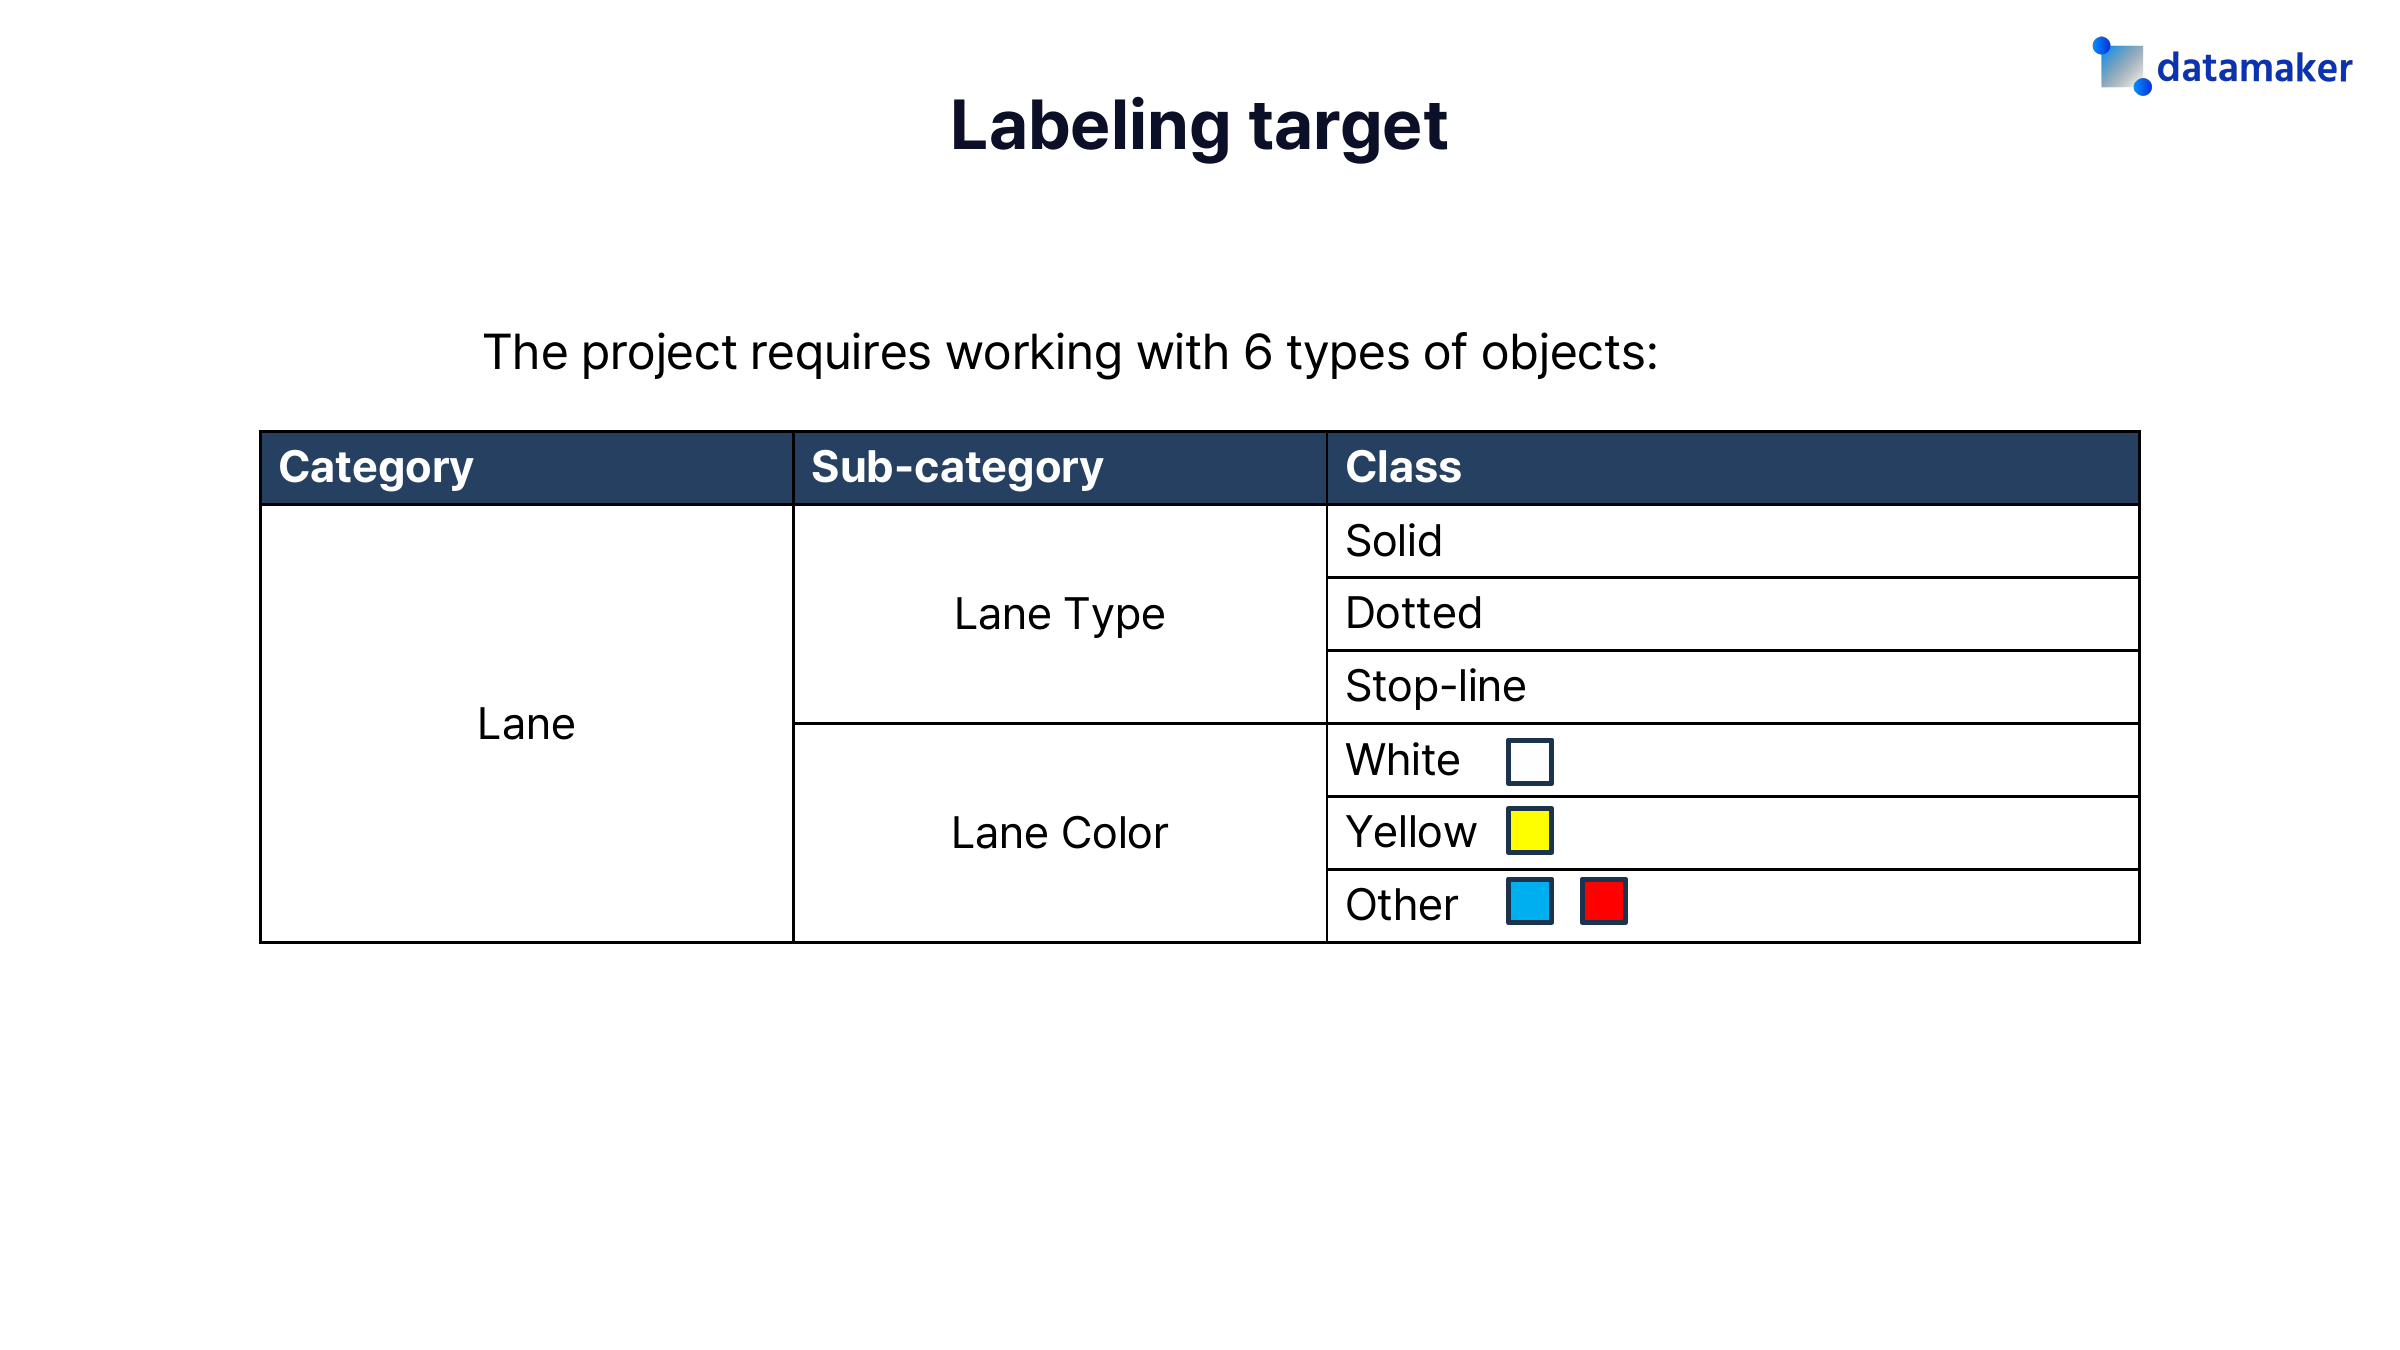 datamaker
Labeling target
The project requires working with 6 types of objects:
Category Sub-category Class
Lane
Lane Type
Solid
Dotted
Stop-line
Lane Color
White
Yellow
Other